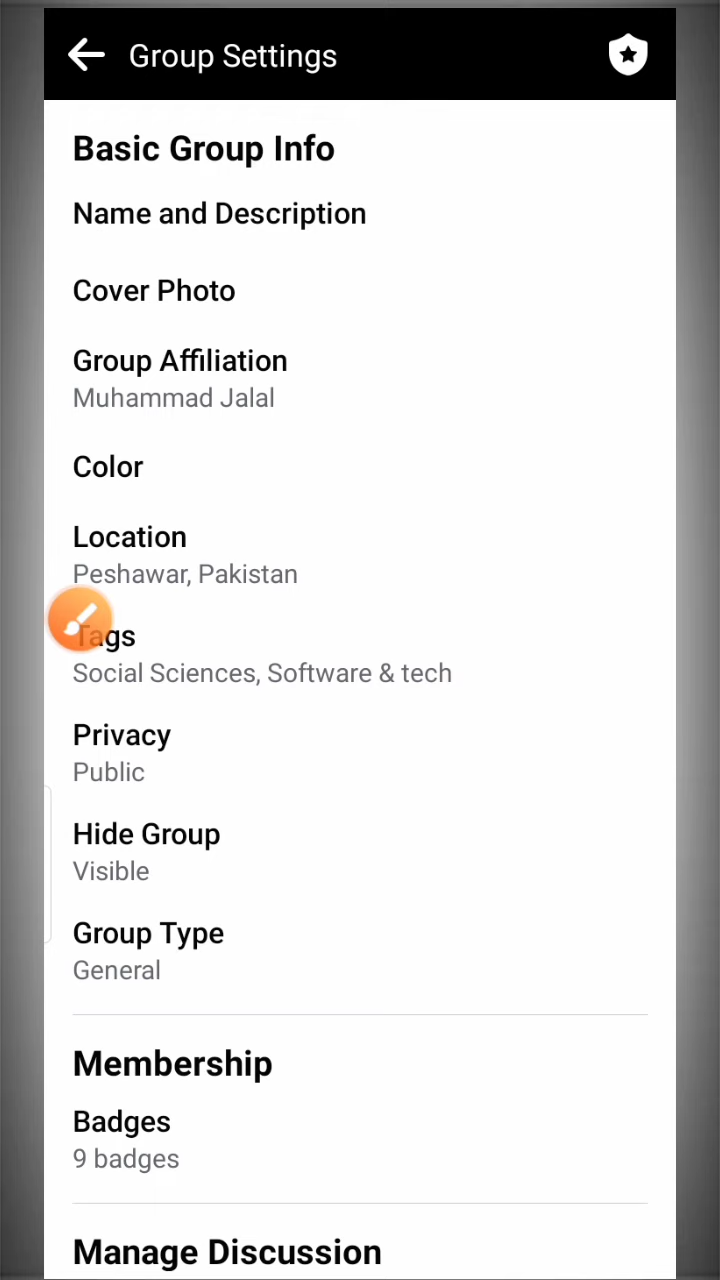 Group Settings
Basic Group Info
Name and Description
Cover Photo
Group Affiliation
Muhammad Jalal
Color
Location
Peshawar, Pakistan
Tags
Social Sciences, Software & tech
Privacy
Public
Hide Group
Visible
Group Type
General
Membership
Badges
9 badges
Manage Discussion